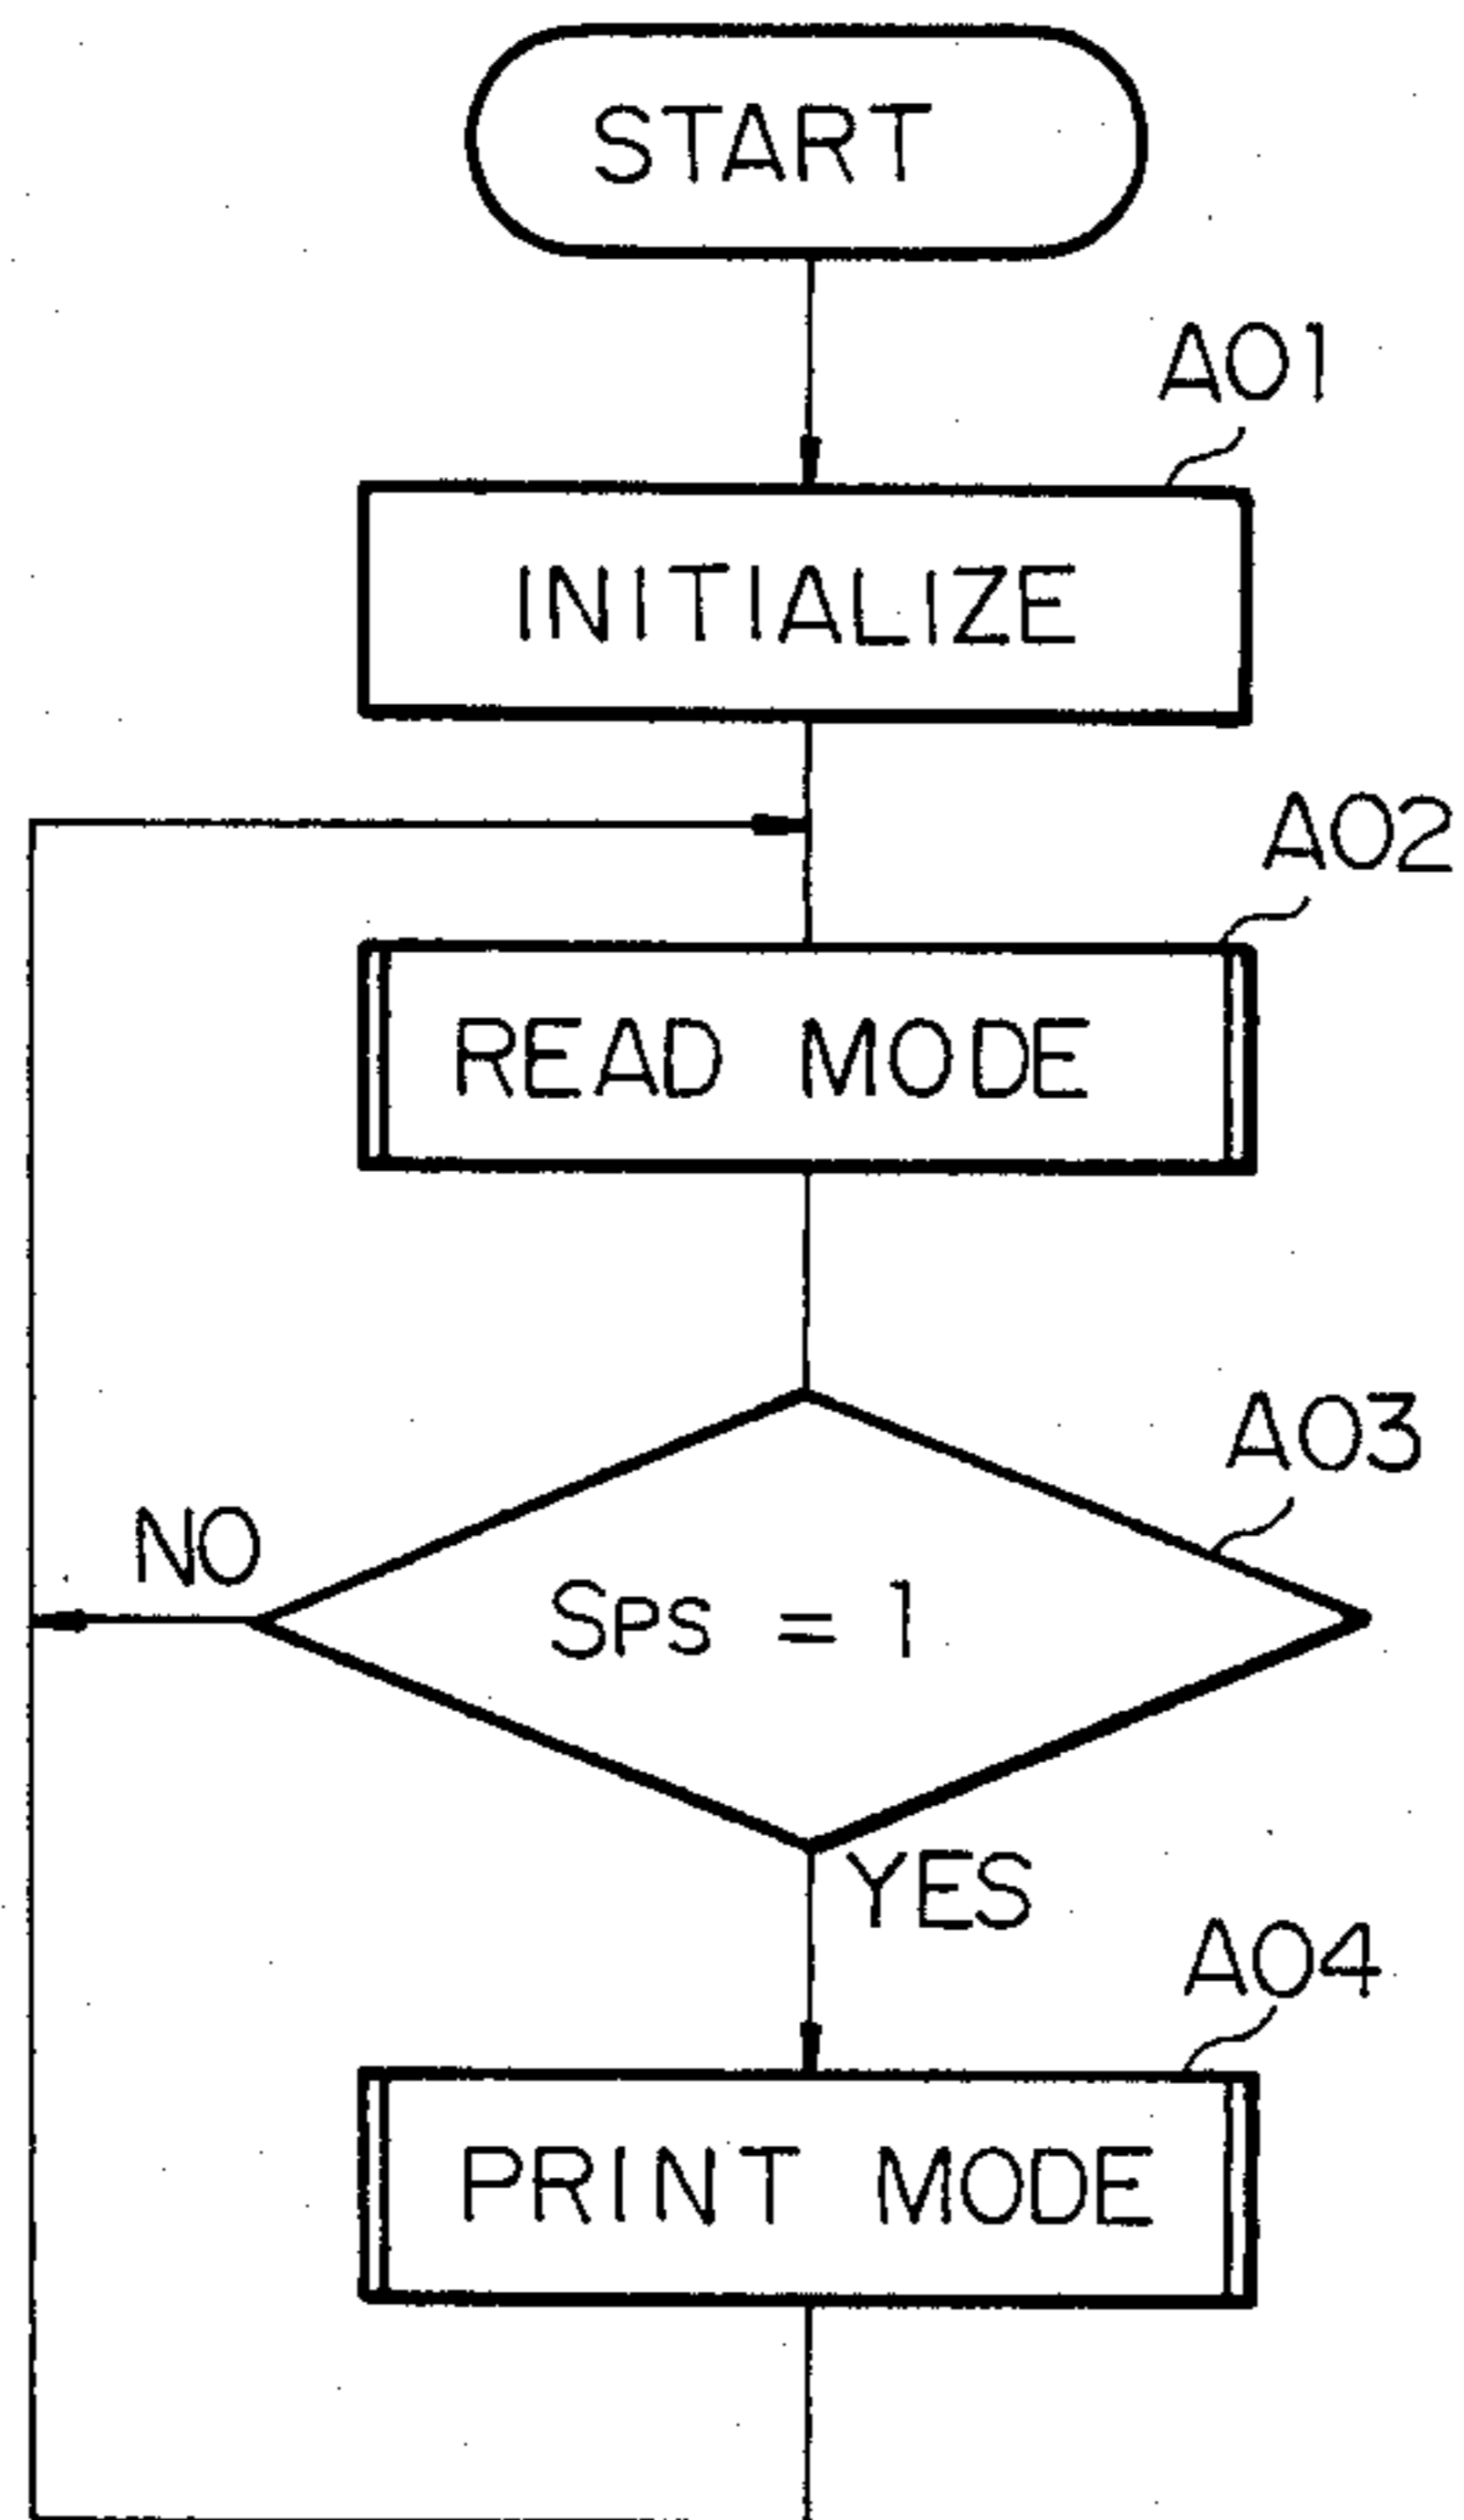 START
A01
INITIALIZE
A02
READ MODE
A03
NO
SPS = 1
YES
A04
PRINT MODE